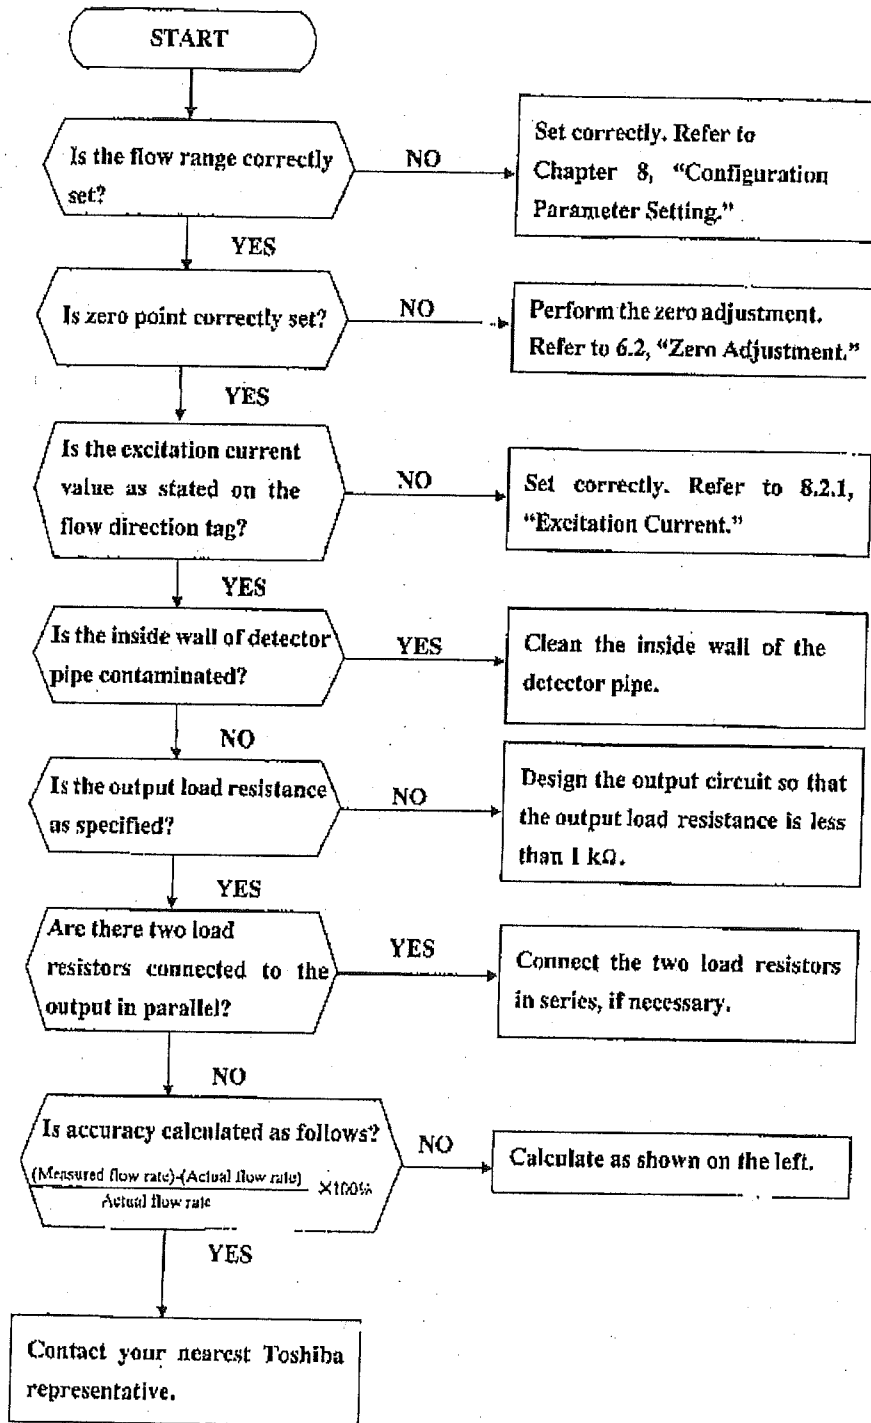 START
Is the flow range correctly
set?
NO
Set correctly. Refer to
Chapter 8, “Configuration
Parameter Setting.”
YES
Is zero point correctly set?
NO
Perform the zero adjustment.
Refer to 6.2, “Zero Adjustment.”
YES
Is the excitation current
value as stated on the
flow direction tag?
NO
Set correctly. Refer to 8.2.1,
“Excitation Current.”
YES
Is the inside wall of detector
pipe contaminated?
YES
Clean the inside wall of the
detector pipe.
NO
Is the output load resistance
as specified?
NO
Design the output circuit so that
the output load resistance is less
than 1 kΩ.
YES
Are there two load
resistors connected to the
output in parallel?
YES
Connect the two load resistors
in series, if necessary.
NO
Is accuracy calculated as follows?
(Measured flow rate)-(Actual flow rate)
Actual flow rate
×100%
NO
Calculate as shown on the left.
YES
Contact your nearest Toshiba
representative.